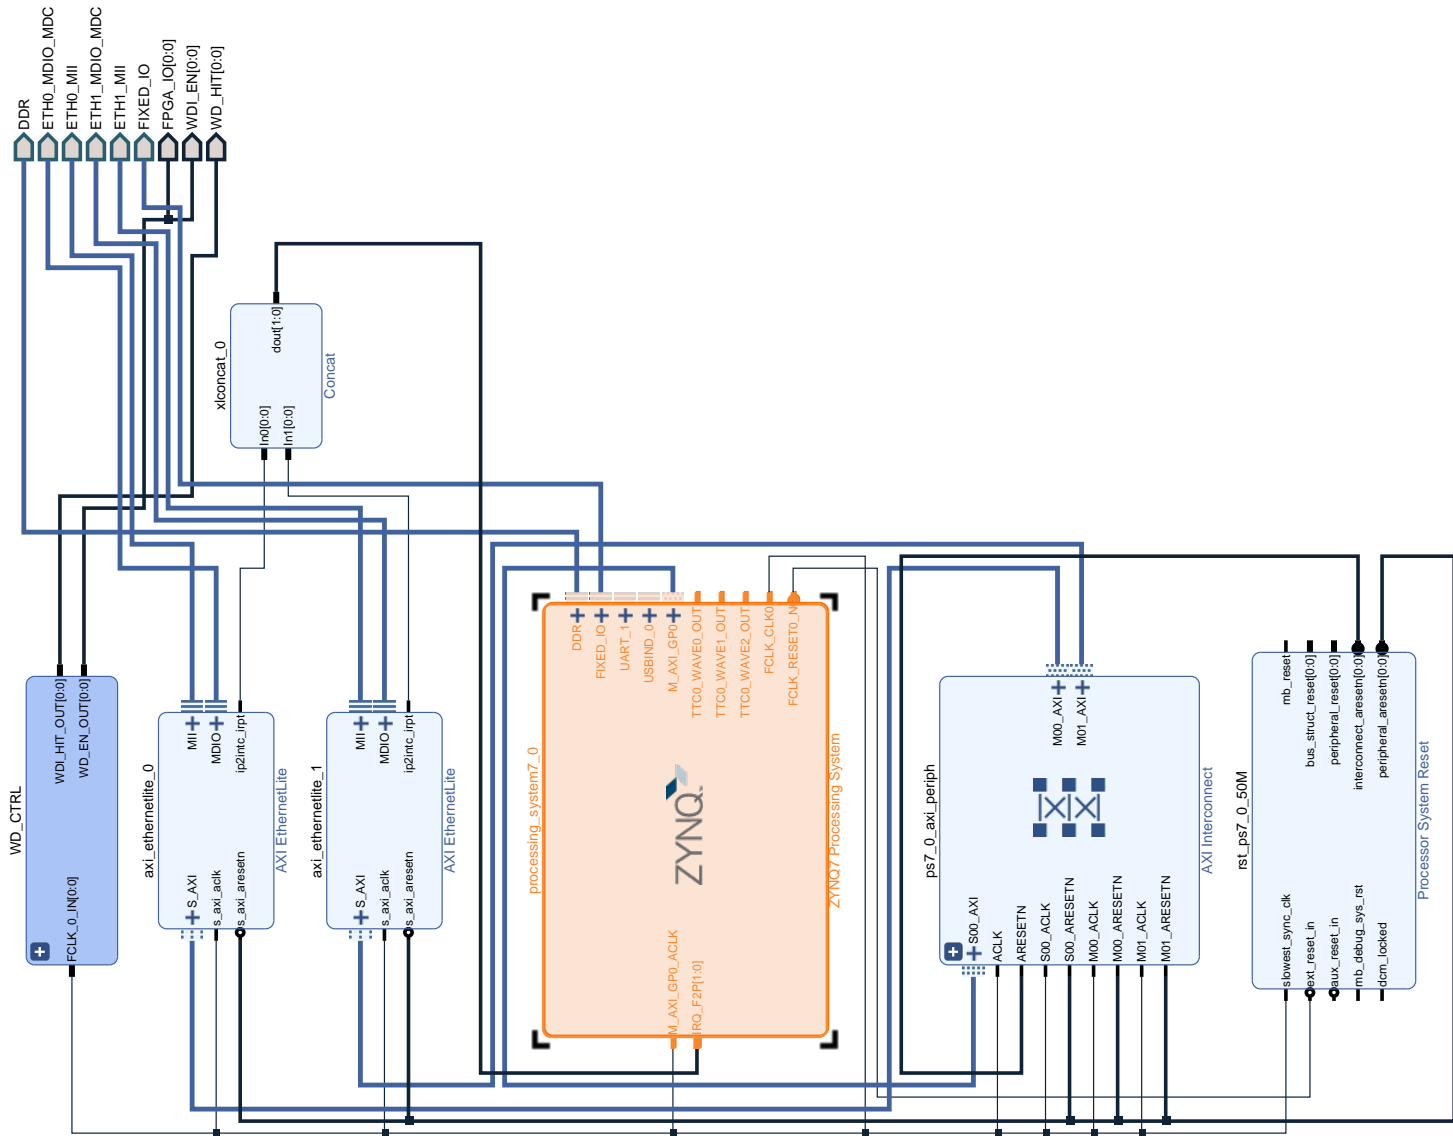 DDR
ETH0_MDIO_MDC
ETH0_MII
ETH1_MDIO_MDC
ETH1_MII
FIXED_IO
FPGA_IO[0:0]
WDI_EN[0:0]
WD_HIT[0:0]
xlconcat_0
In0[0:0]
In1[0:0]
dout[1:0]
Concat
WD_CTRL
FCLK_0_IN[0:0]
WDI_HIT_OUT[0:0]
WD_EN_OUT[0:0]
axi_ethernetlite_0
S_AXI
s_axi_aclk
s_axi_aresetn
MII
MDIO
ip2intc_irpt
AXI EthernetLite
axi_ethernetlite_1
S_AXI
s_axi_aclk
s_axi_aresetn
MII
MDIO
ip2intc_irpt
AXI EthernetLite
processing_system7_0
M_AXI_GP0_ACLK
IRQ_F2P[1:0]
ZYNQ
DDR
FIXED_IO
UART_1
USBIND_0
M_AXI_GP0
TTC0_WAVE0_OUT
TTC0_WAVE1_OUT
TTC0_WAVE2_OUT
FCLK_CLK0
FCLK_RESET0_N
ZYNQ7 Processing System
ps7_0_axi_periph
S00_AXI
ACLK
ARESETN
S00_ACLK
S00_ARESETN
M00_ACLK
M00_ARESETN
M01_ACLK
M01_ARESETN
M00_AXI
M01_AXI
AXI Interconnect
rst_ps7_0_50M
slowest_sync_clk
ext_reset_in
aux_reset_in
mb_debug_sys_rst
dcm_locked
mb_reset
bus_struct_reset[0:0]
peripheral_reset[0:0]
interconnect_aresetn[0:0]
peripheral_aresetn[0:0]
Processor System Reset